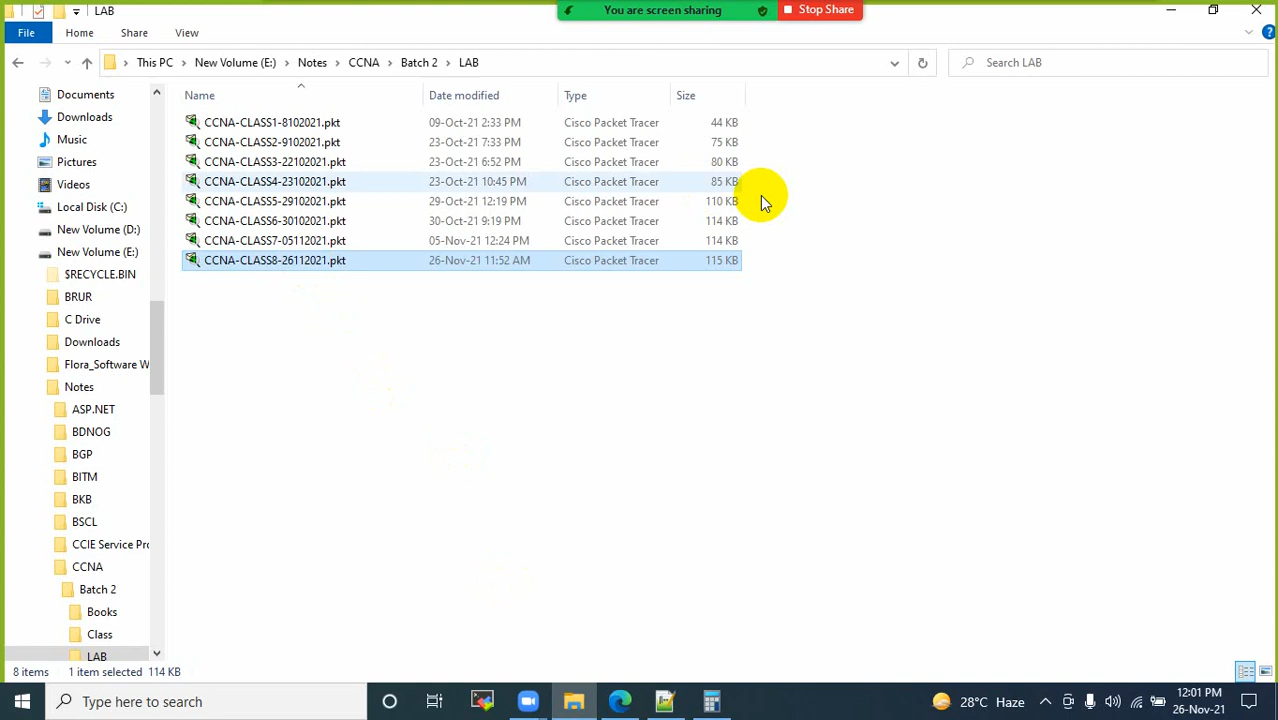 LAB
You are screen sharing
Stop Share
File
Home
Share
View
This PC
New Volume (E:)
Notes
CCNA
Batch 2
LAB
Search LAB
Documents
Downloads
Music
Pictures
Videos
Local Disk (C:)
New Volume (D:)
New Volume (E:)
$RECYCLE.BIN
BRUR
C Drive
Downloads
Flora_Software W
Notes
ASP.NET
BDNOG
BGP
BITM
BKB
BSCL
CCIE Service Pro
CCNA
Batch 2
Books
Class
LAB
Name Date modified Type Size
CCNA-CLASS1-8102021.pkt 09-Oct-21 2:33 PM Cisco Packet Tracer 44 KB
CCNA-CLASS2-9102021.pkt 23-Oct-21 7:33 PM Cisco Packet Tracer 75 KB
CCNA-CLASS3-22102021.pkt 23-Oct-21 6:52 PM Cisco Packet Tracer 80 KB
CCNA-CLASS4-23102021.pkt 23-Oct-21 10:45 PM Cisco Packet Tracer 85 KB
CCNA-CLASS5-29102021.pkt 29-Oct-21 12:19 PM Cisco Packet Tracer 110 KB
CCNA-CLASS6-30102021.pkt 30-Oct-21 9:19 PM Cisco Packet Tracer 114 KB
CCNA-CLASS7-05112021.pkt 05-Nov-21 12:24 PM Cisco Packet Tracer 114 KB
CCNA-CLASS8-26112021.pkt 26-Nov-21 11:52 AM Cisco Packet Tracer 115 KB
8 items 1 item selected 114 KB
Type here to search
28°C Haze
12:01 PM
26-Nov-21